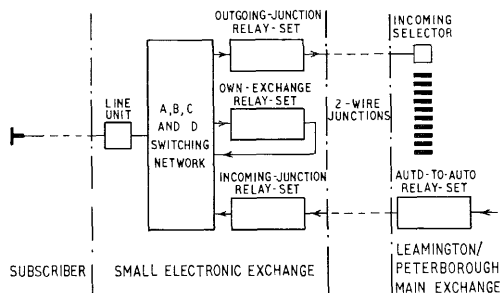 OUTGOING-JUNCTION
RELAY-SET
INCOMING
SELECTOR
LINE
UNIT
A,B,C
AND D
SWITCHING
NETWORK
OWN-EXCHANGE
RELAY-SET
2-WIRE
JUNCTIONS
INCOMING-JUNCTION
RELAY-SET
AUTD-TO-AUTO
RELAY-SET
SUBSCRIBER
SMALL ELECTRONIC EXCHANGE
LEAMINGTON/
PETERBOROUGH
MAIN EXCHANGE